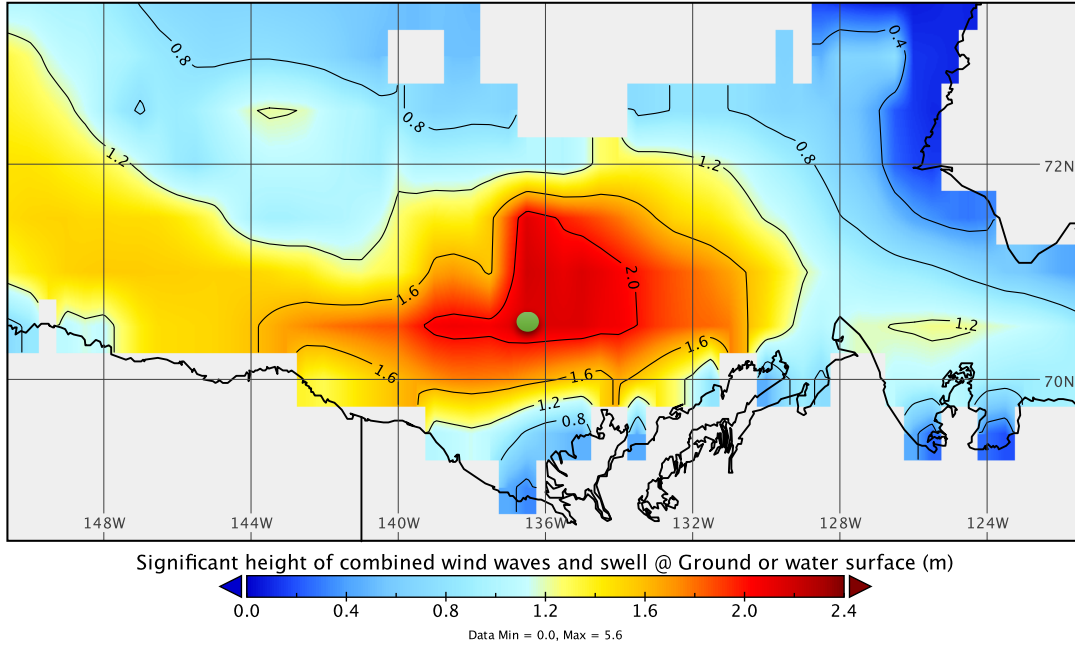 0.8
0.4
0.8
1.2
0.8
1.2
72N
1.6
2.0
1.2
1.6
1.6
1.6
70N
1.2
0.8
148W 144W 140W 136W 132W 128W 124W
Significant height of combined wind waves and swell @ Ground or water surface (m)
0.0 0.4 0.8 1.2 1.6 2.0 2.4
Data Min = 0.0, Max = 5.6